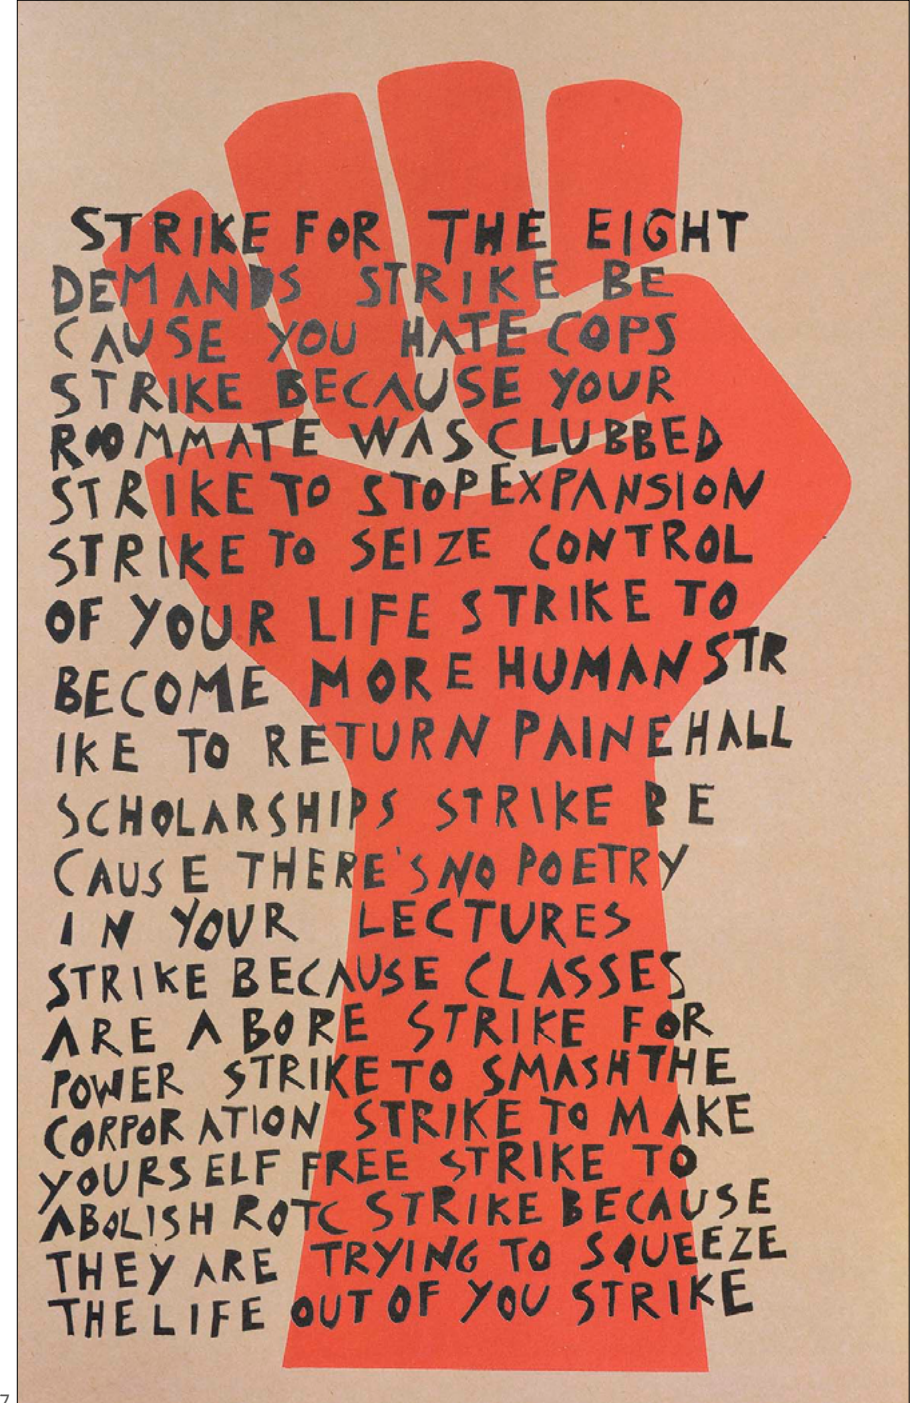 STRIKE FOR THE EIGHT
DEMANDS STRIKE BE
CAUSE YOU HATE COPS
STRIKE BECAUSE YOUR
ROOMMATE WAS CLUBBED
STRIKE TO STOP EXPANSION
STRIKE TO SEIZE CONTROL
OF YOUR LIFE STRIKE TO
BECOME MORE HUMAN STR
IKE TO RETURN PAINE HALL
SCHOLARSHIPS STRIKE BE
CAUSE THERE'S NO POETRY
IN YOUR LECTURES
STRIKE BECAUSE CLASSES
ARE A BORE STRIKE FOR
POWER STRIKE TO SMASH THE
CORPORATION STRIKE TO MAKE
YOURSELF FREE STRIKE TO
ABOLISH ROTC STRIKE BECAUSE
THEY ARE TRYING TO SQUEEZE
THE LIFE OUT OF YOU STRIKE
7